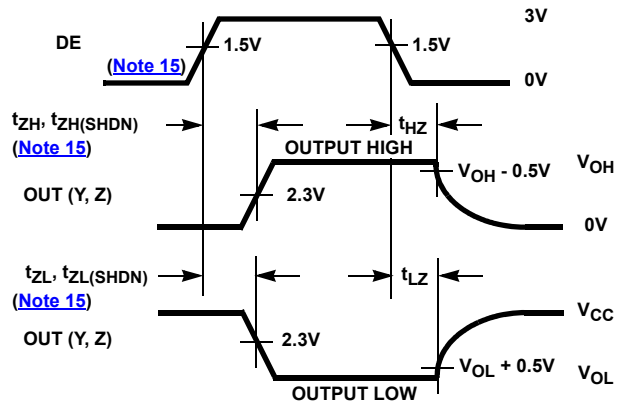 3V
DE
1.5V
1.5V
(Note 15)
0V
tZH, tZH(SHDN)
tHZ
(Note 15)
OUTPUT HIGH
VOH - 0.5V
VOH
OUT (Y, Z)
2.3V
0V
tZL, tZL(SHDN)
tLZ
(Note 15)
VCC
OUT (Y, Z)
2.3V
VOL + 0.5V
VOL
OUTPUT LOW